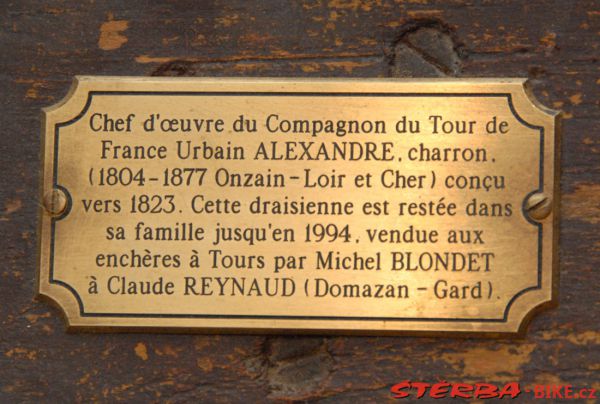 Chef d'œuvre du Compagnon du Tour de
France Urbain ALEXANDRE, charron,
(1804-1877 Onzain-Loir et Cher) conçu
vers 1823. Cette draisienne est restée dans
sa famille jusqu'en 1994, vendue aux
enchères à Tours par Michel BLONDET
à Claude REYNAUD (Domazan - Gard).
STĚRBA-BIKE.cz